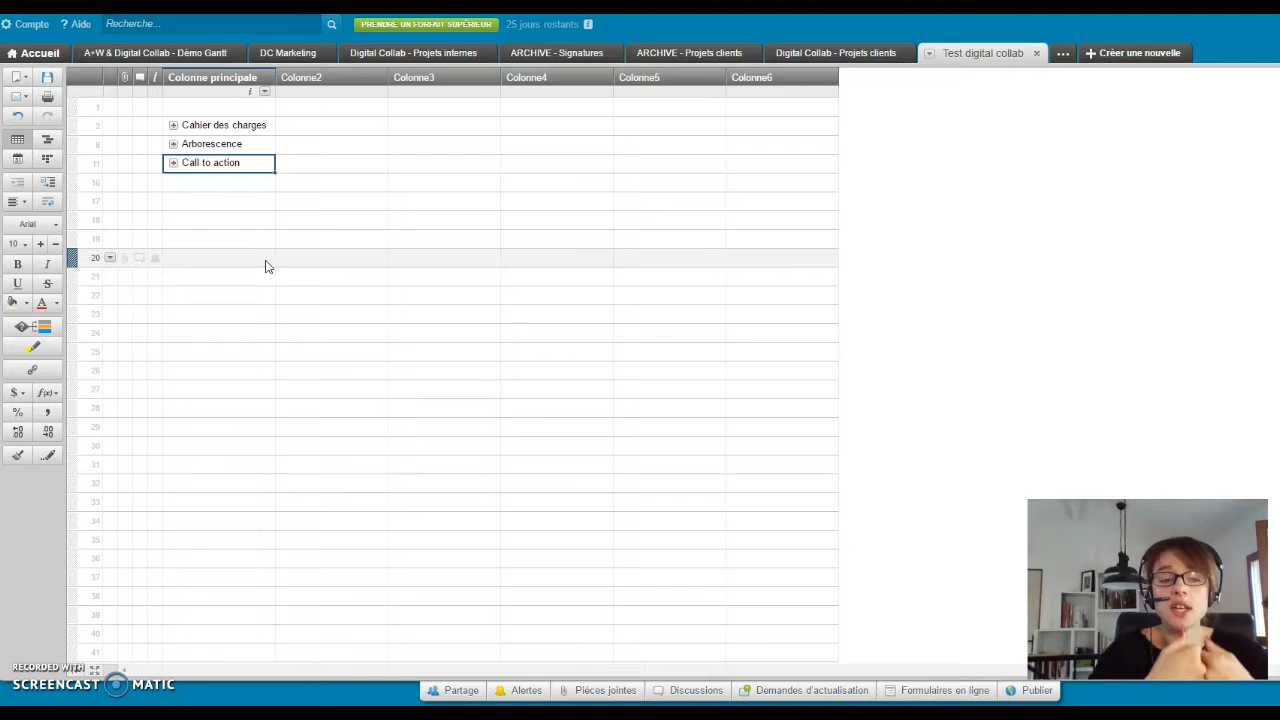 Compte ? Aide Recherche... PRENDRE UN FORFAIT SUPÉRIEUR 25 jours restants i
Accueil A+W & Digital Collab - Démo Gantt DC Marketing Digital Collab - Projets internes ARCHIVE - Signatures ARCHIVE - Projets clients Digital Collab - Projets clients Test digital collab × ... + Créer une nouvelle
i Colonne principale Colonne2 Colonne3 Colonne4 Colonne5 Colonne6
i
1
2 Cahier des charges
6 Arborescence
11 Call to action
16
17
18
19
20
21
22
23
24
25
26
27
28
29
30
31
32
33
34
35
36
37
38
39
40
41
Arial
10 + −
B I
U S
A
$ f(x)
% ,
.0 .00
.00 .0
RECORDED WITH
SCREENCAST MATIC
Partage Alertes Pièces jointes Discussions Demandes d'actualisation Formulaires en ligne Publier